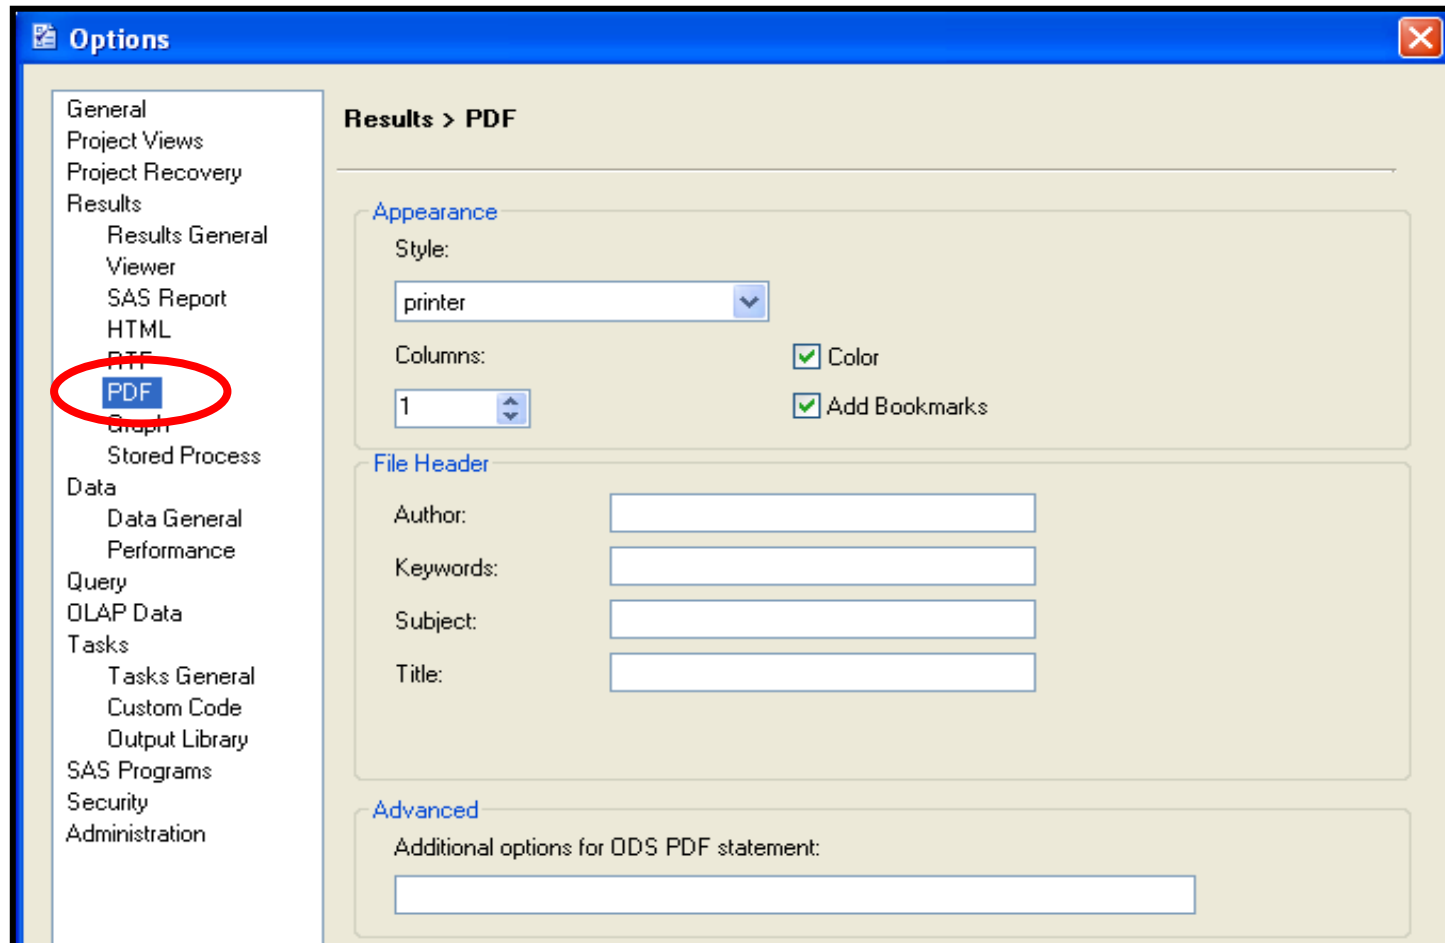 Options
General
Project Views
Project Recovery
Results
Results General
Viewer
SAS Report
HTML
RTF
PDF
Graph
Stored Process
Data
Data General
Performance
Query
OLAP Data
Tasks
Tasks General
Custom Code
Output Library
SAS Programs
Security
Administration
Results > PDF
Appearance
Style:
printer
Columns:
1
Color
Add Bookmarks
File Header
Author:
Keywords:
Subject:
Title:
Advanced
Additional options for ODS PDF statement: